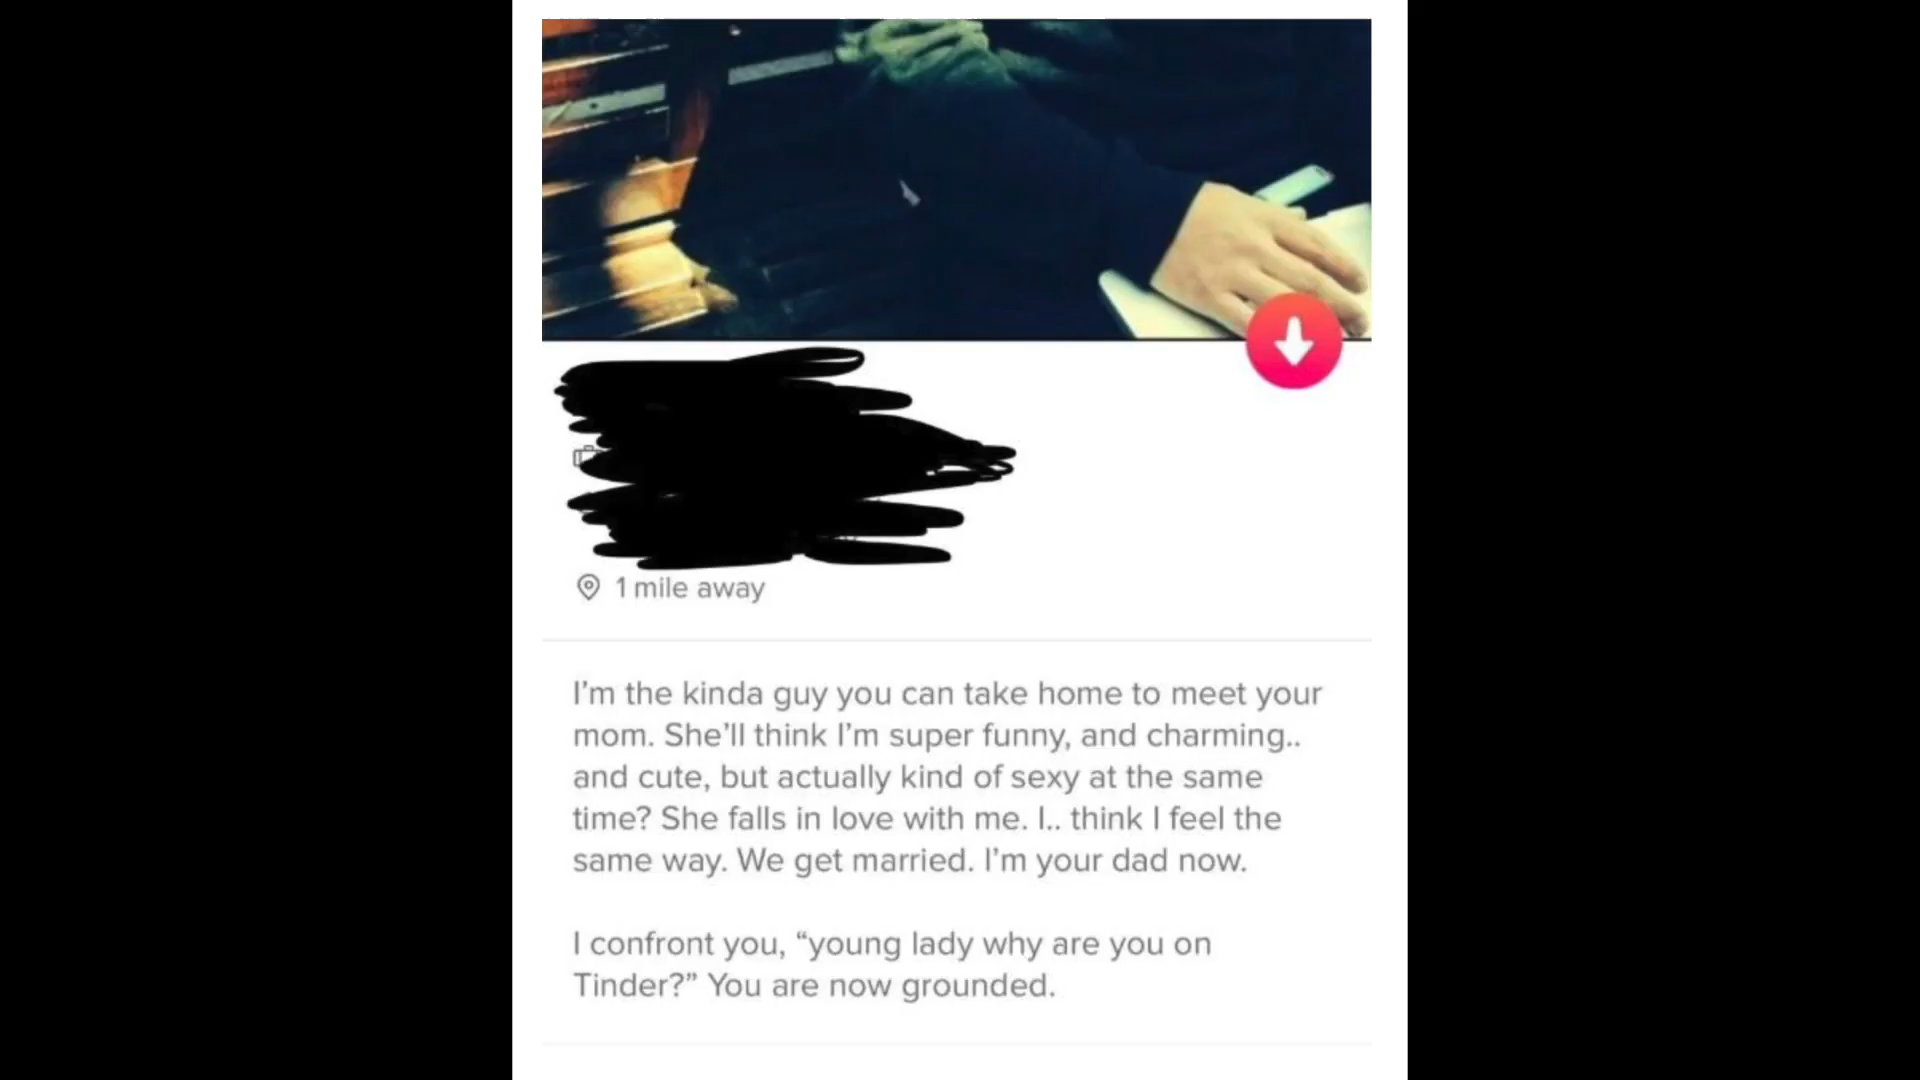 1 mile away
I’m the kinda guy you can take home to meet your
mom. She’ll think I’m super funny, and charming..
and cute, but actually kind of sexy at the same
time? She falls in love with me. I.. think I feel the
same way. We get married. I’m your dad now.
I confront you, “young lady why are you on
Tinder?” You are now grounded.